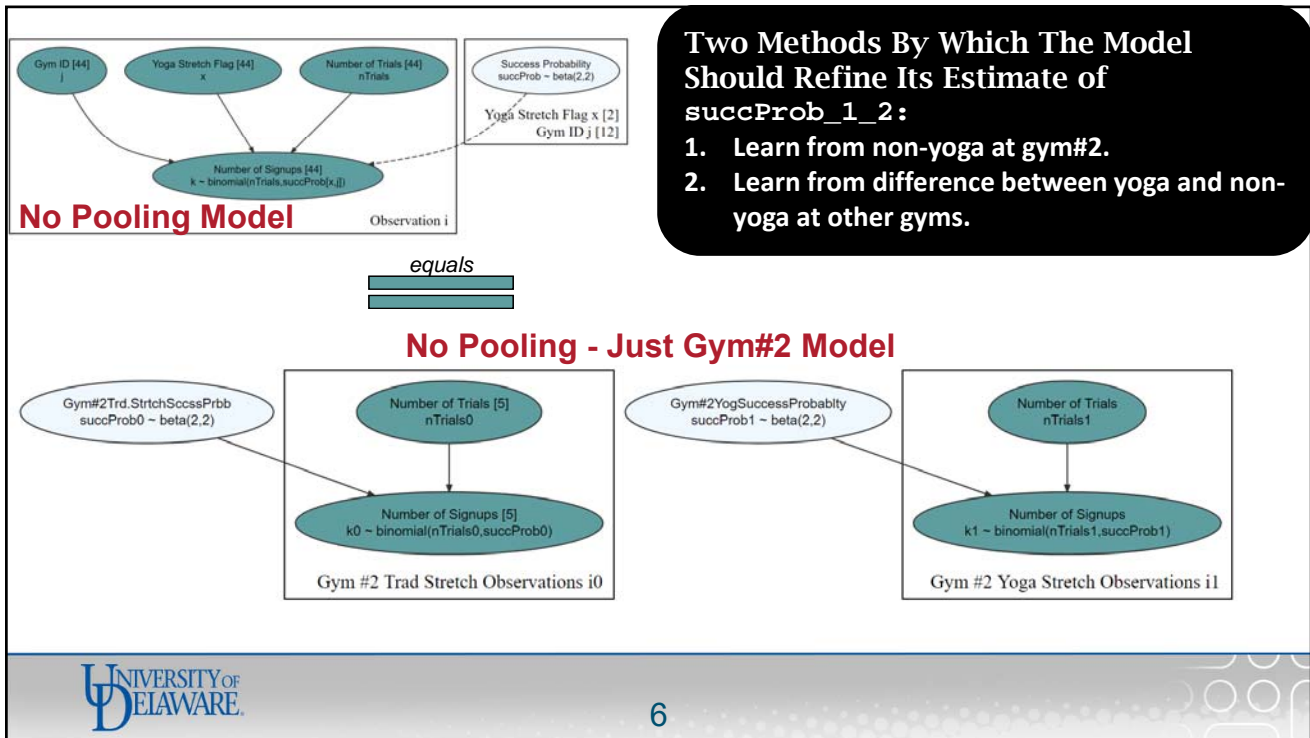 Gym ID [44]
j
Yoga Stretch Flag [44]
x
Number of Trials [44]
nTrials
Number of Signups [44]
k ~ binomial(nTrials,succProb[x,j])
No Pooling Model
Observation i
Success Probability
succProb ~ beta(2,2)
Yoga Stretch Flag x [2]
Gym ID j [12]
Two Methods By Which The Model
Should Refine Its Estimate of
succProb_1_2:
1. Learn from non-yoga at gym#2.
2. Learn from difference between yoga and non-
yoga at other gyms.
equals
No Pooling - Just Gym#2 Model
Gym#2Trd.StrtchSccssPrbb
succProb0 ~ beta(2,2)
Number of Trials [5]
nTrials0
Number of Signups [5]
k0 ~ binomial(nTrials0,succProb0)
Gym #2 Trad Stretch Observations i0
Gym#2YogSuccessProbablty
succProb1 ~ beta(2,2)
Number of Trials
nTrials1
Number of Signups
k1 ~ binomial(nTrials1,succProb1)
Gym #2 Yoga Stretch Observations i1
UNIVERSITY OF
DELAWARE.
6